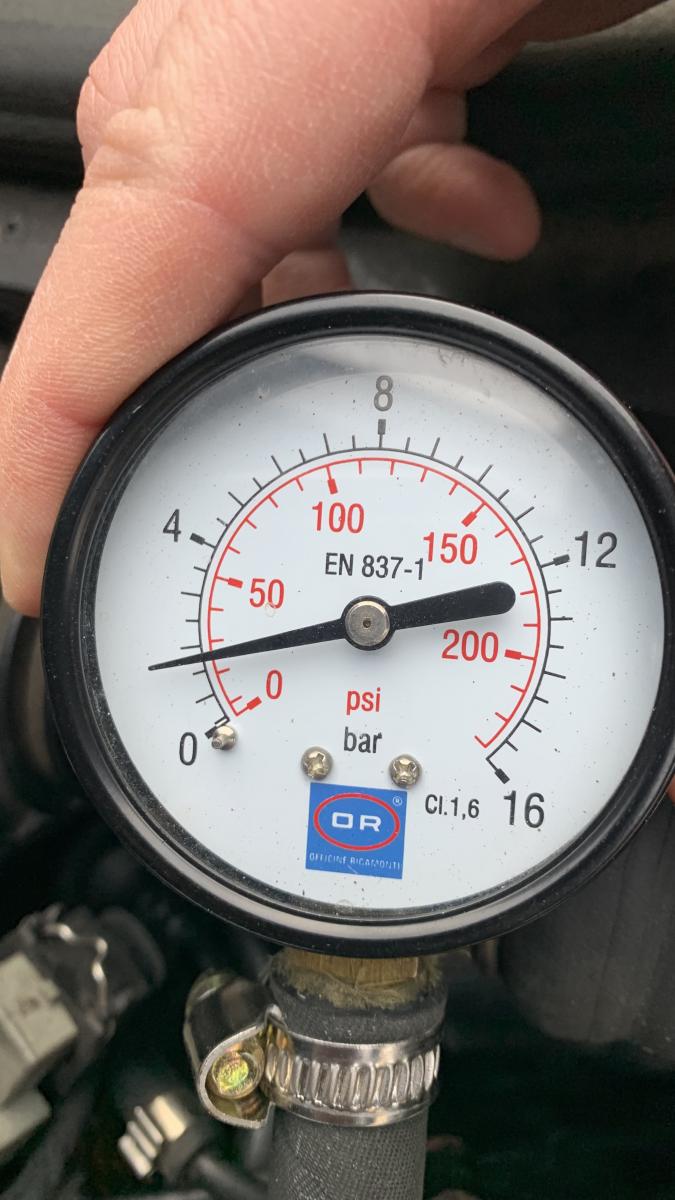 8
4
100
12
EN 837-1
150
50
200
0
psi
0
bar
OR®
OFFICINE RIGAMONTI
Cl.1,6
16